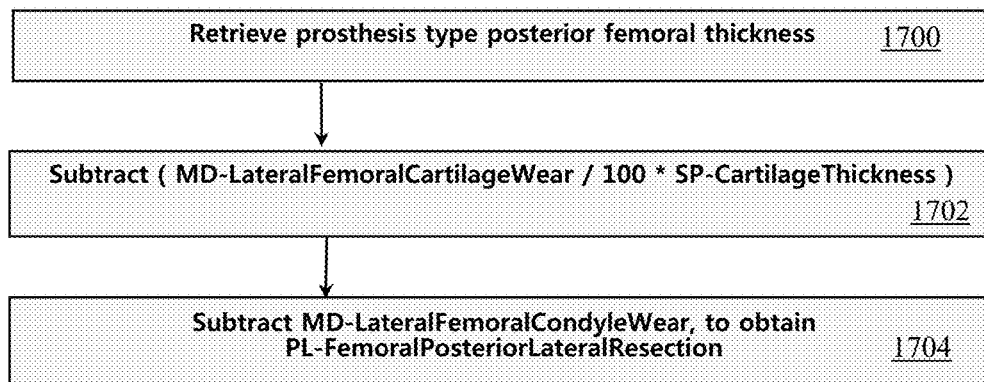 Retrieve prosthesis type posterior femoral thickness 1700
Subtract ( MD-LateralFemoralCartilageWear / 100 * SP-CartilageThickness )
1702
Subtract MD-LateralFemoralCondyleWear, to obtain
PL-FemoralPosteriorLateralResection 1704